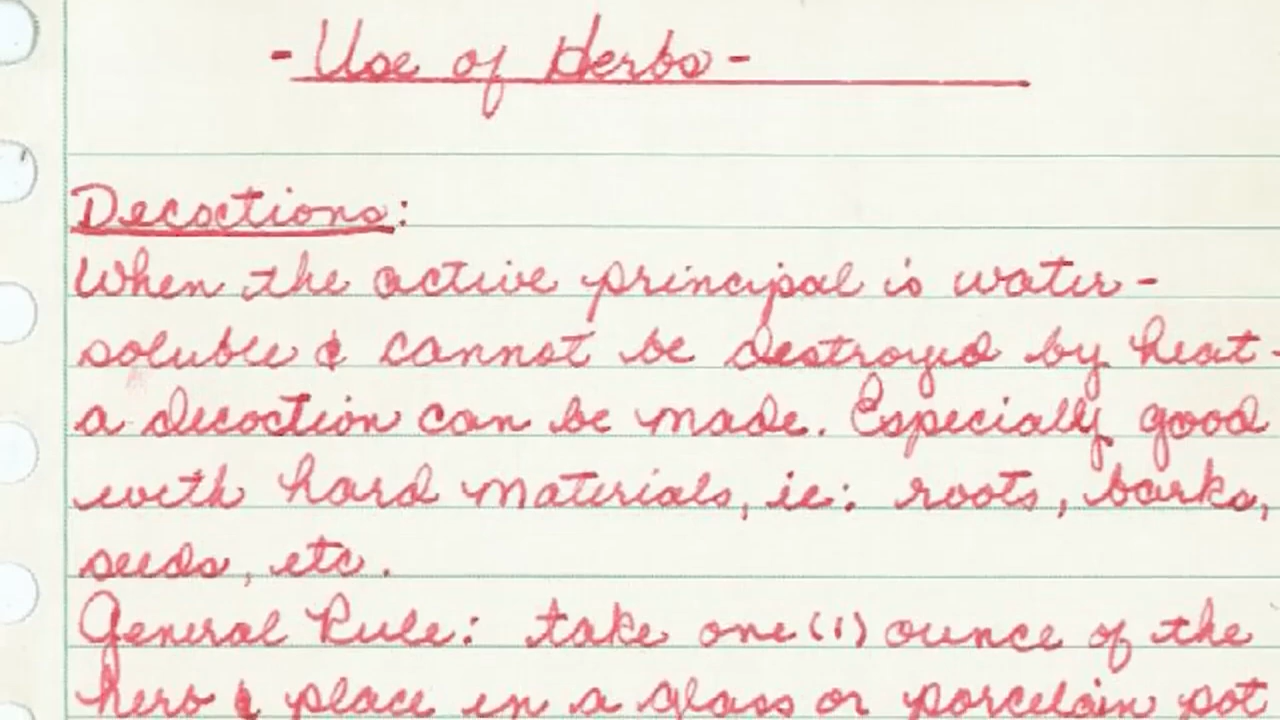 - Use of Herbs -
Decoctions:
When the active principal is water-
soluble & cannot be destroyed by heat-
a decoction can be made. Especially good
with hard materials, ie: roots, barks,
seeds, etc.
General Rule: take one (1) ounce of the
herb & place in a glass or porcelain pot